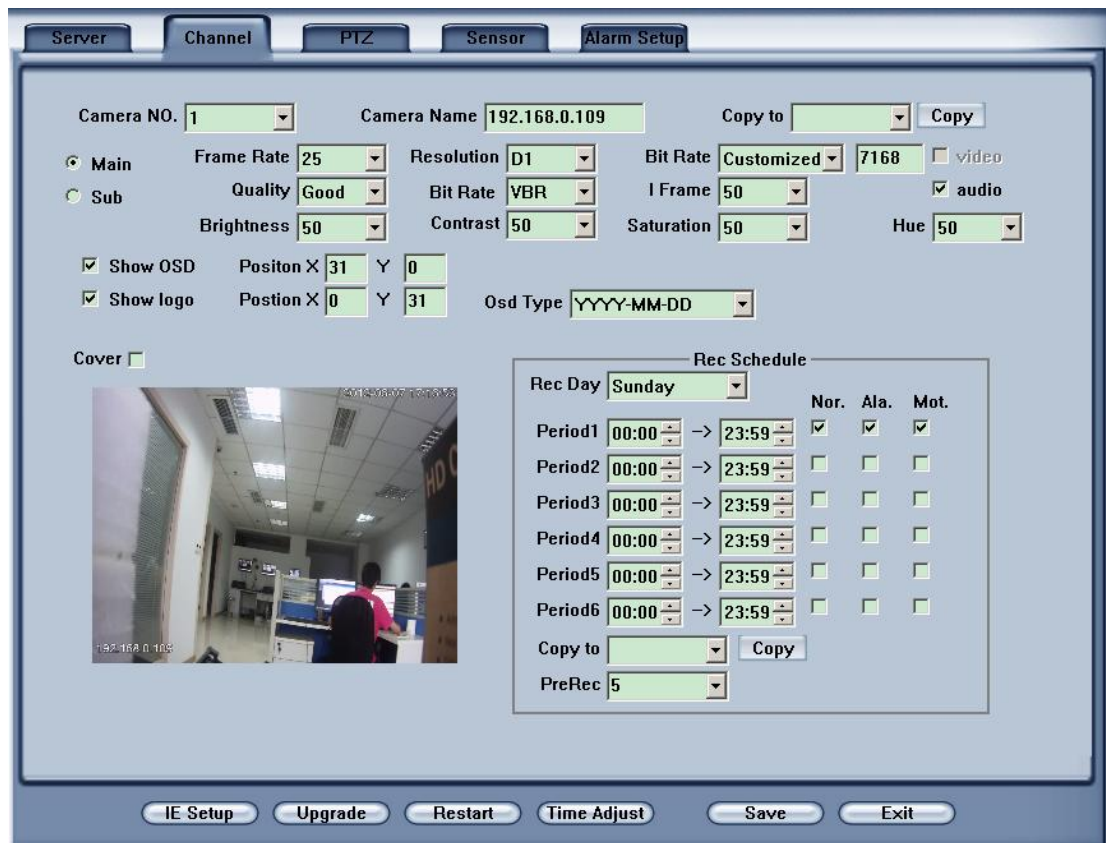 Server Channel PTZ Sensor Alarm Setup
Camera NO. 1 Camera Name 192.168.0.109 Copy to Copy
Main Frame Rate 25 Resolution D1 Bit Rate Customized 7168 video
Sub Quality Good Bit Rate VBR I Frame 50 audio
Brightness 50 Contrast 50 Saturation 50 Hue 50
Show OSD Positon X 31 Y 0
Show logo Postion X 0 Y 31 Osd Type YYYY-MM-DD
Cover
192.168.0.109
Rec Schedule
Rec Day Sunday
Nor. Ala. Mot.
Period1 00:00 -> 23:59
Period2 00:00 -> 23:59
Period3 00:00 -> 23:59
Period4 00:00 -> 23:59
Period5 00:00 -> 23:59
Period6 00:00 -> 23:59
Copy to Copy
PreRec 5
IE Setup Upgrade Restart Time Adjust Save Exit